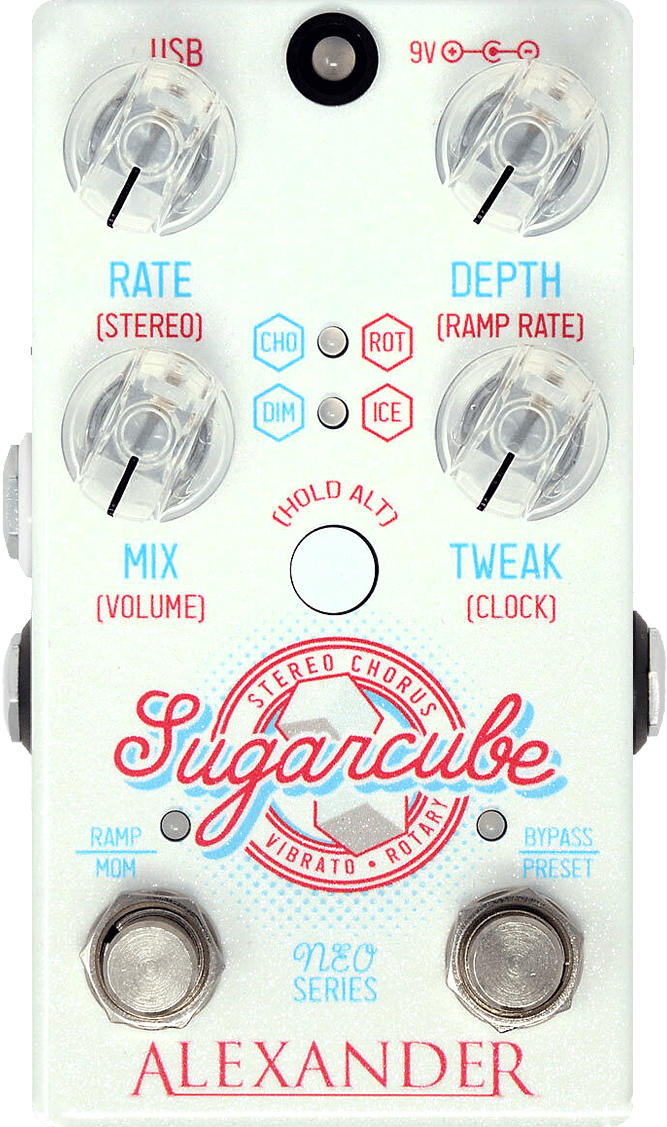 USB
9V
RATE
(STEREO)
DEPTH
(RAMP RATE)
CHO
ROT
DIM
ICE
(HOLD ALT)
MIX
(VOLUME)
TWEAK
(CLOCK)
STEREO CHORUS
Sugarcube
VIBRATO • ROTARY
RAMP
MOM
BYPASS
PRESET
NEO
SERIES
ALEXANDER